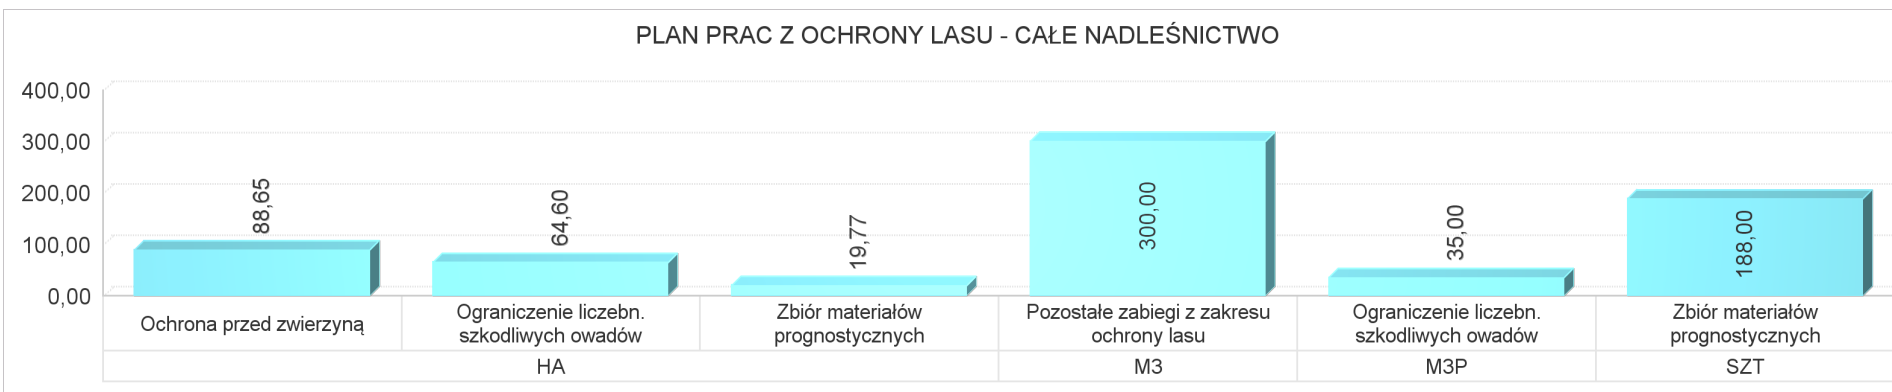 PLAN PRAC Z OCHRONY LASU - CAŁE NADLEŚNICTWO
400,00
300,00
200,00
100,00
0,00
88,65
64,60
19,77
300,00
35,00
188,00
Ochrona przed zwierzyną
Ograniczenie liczebn.
szkodliwych owadów
Zbiór materiałów
prognostycznych
Pozostałe zabiegi z zakresu
ochrony lasu
Ograniczenie liczebn.
szkodliwych owadów
Zbiór materiałów
prognostycznych
HA
M3
M3P
SZT